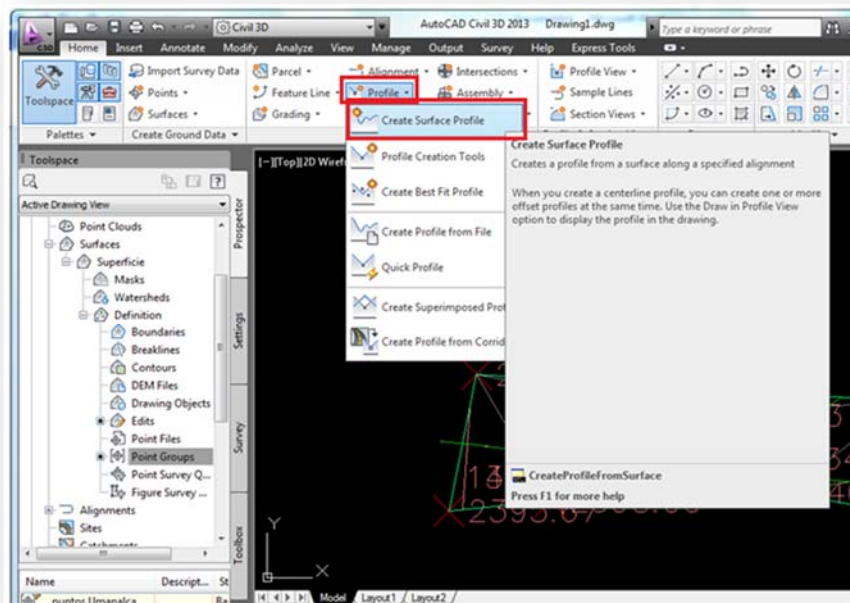 Civil 3D
AutoCAD Civil 3D 2013 Drawing1.dwg
Type a keyword or phrase
C3D
Home Insert Annotate Modify Analyze View Manage Output Survey Help Express Tools
Toolspace
Import Survey Data
Points
Surfaces
Parcel
Feature Line
Grading
Alignment
Profile
Intersections
Assembly
Profile View
Sample Lines
Section Views
Palettes
Create Ground Data
Toolspace
Active Drawing View
Point Clouds
Surfaces
Superficie
Masks
Watersheds
Definition
Boundaries
Breaklines
Contours
DEM Files
Drawing Objects
Edits
Point Files
Point Groups
Point Survey Q...
Figure Survey ...
Alignments
Sites
Catchments
Name Descript... St
puntos Umapalca
Prospector
Settings
Survey
Toolbox
[-][Top][2D Wirefr
Create Surface Profile
Profile Creation Tools
Create Best Fit Profile
Create Profile from File
Quick Profile
Create Superimposed Prof
Create Profile from Corrid
Create Surface Profile
Creates a profile from a surface along a specified alignment
When you create a centerline profile, you can create one or more
offset profiles at the same time. Use the Draw in Profile View
option to display the profile in the drawing.
CreateProfileFromSurface
Press F1 for more help
Y
X
Model Layout1 Layout2